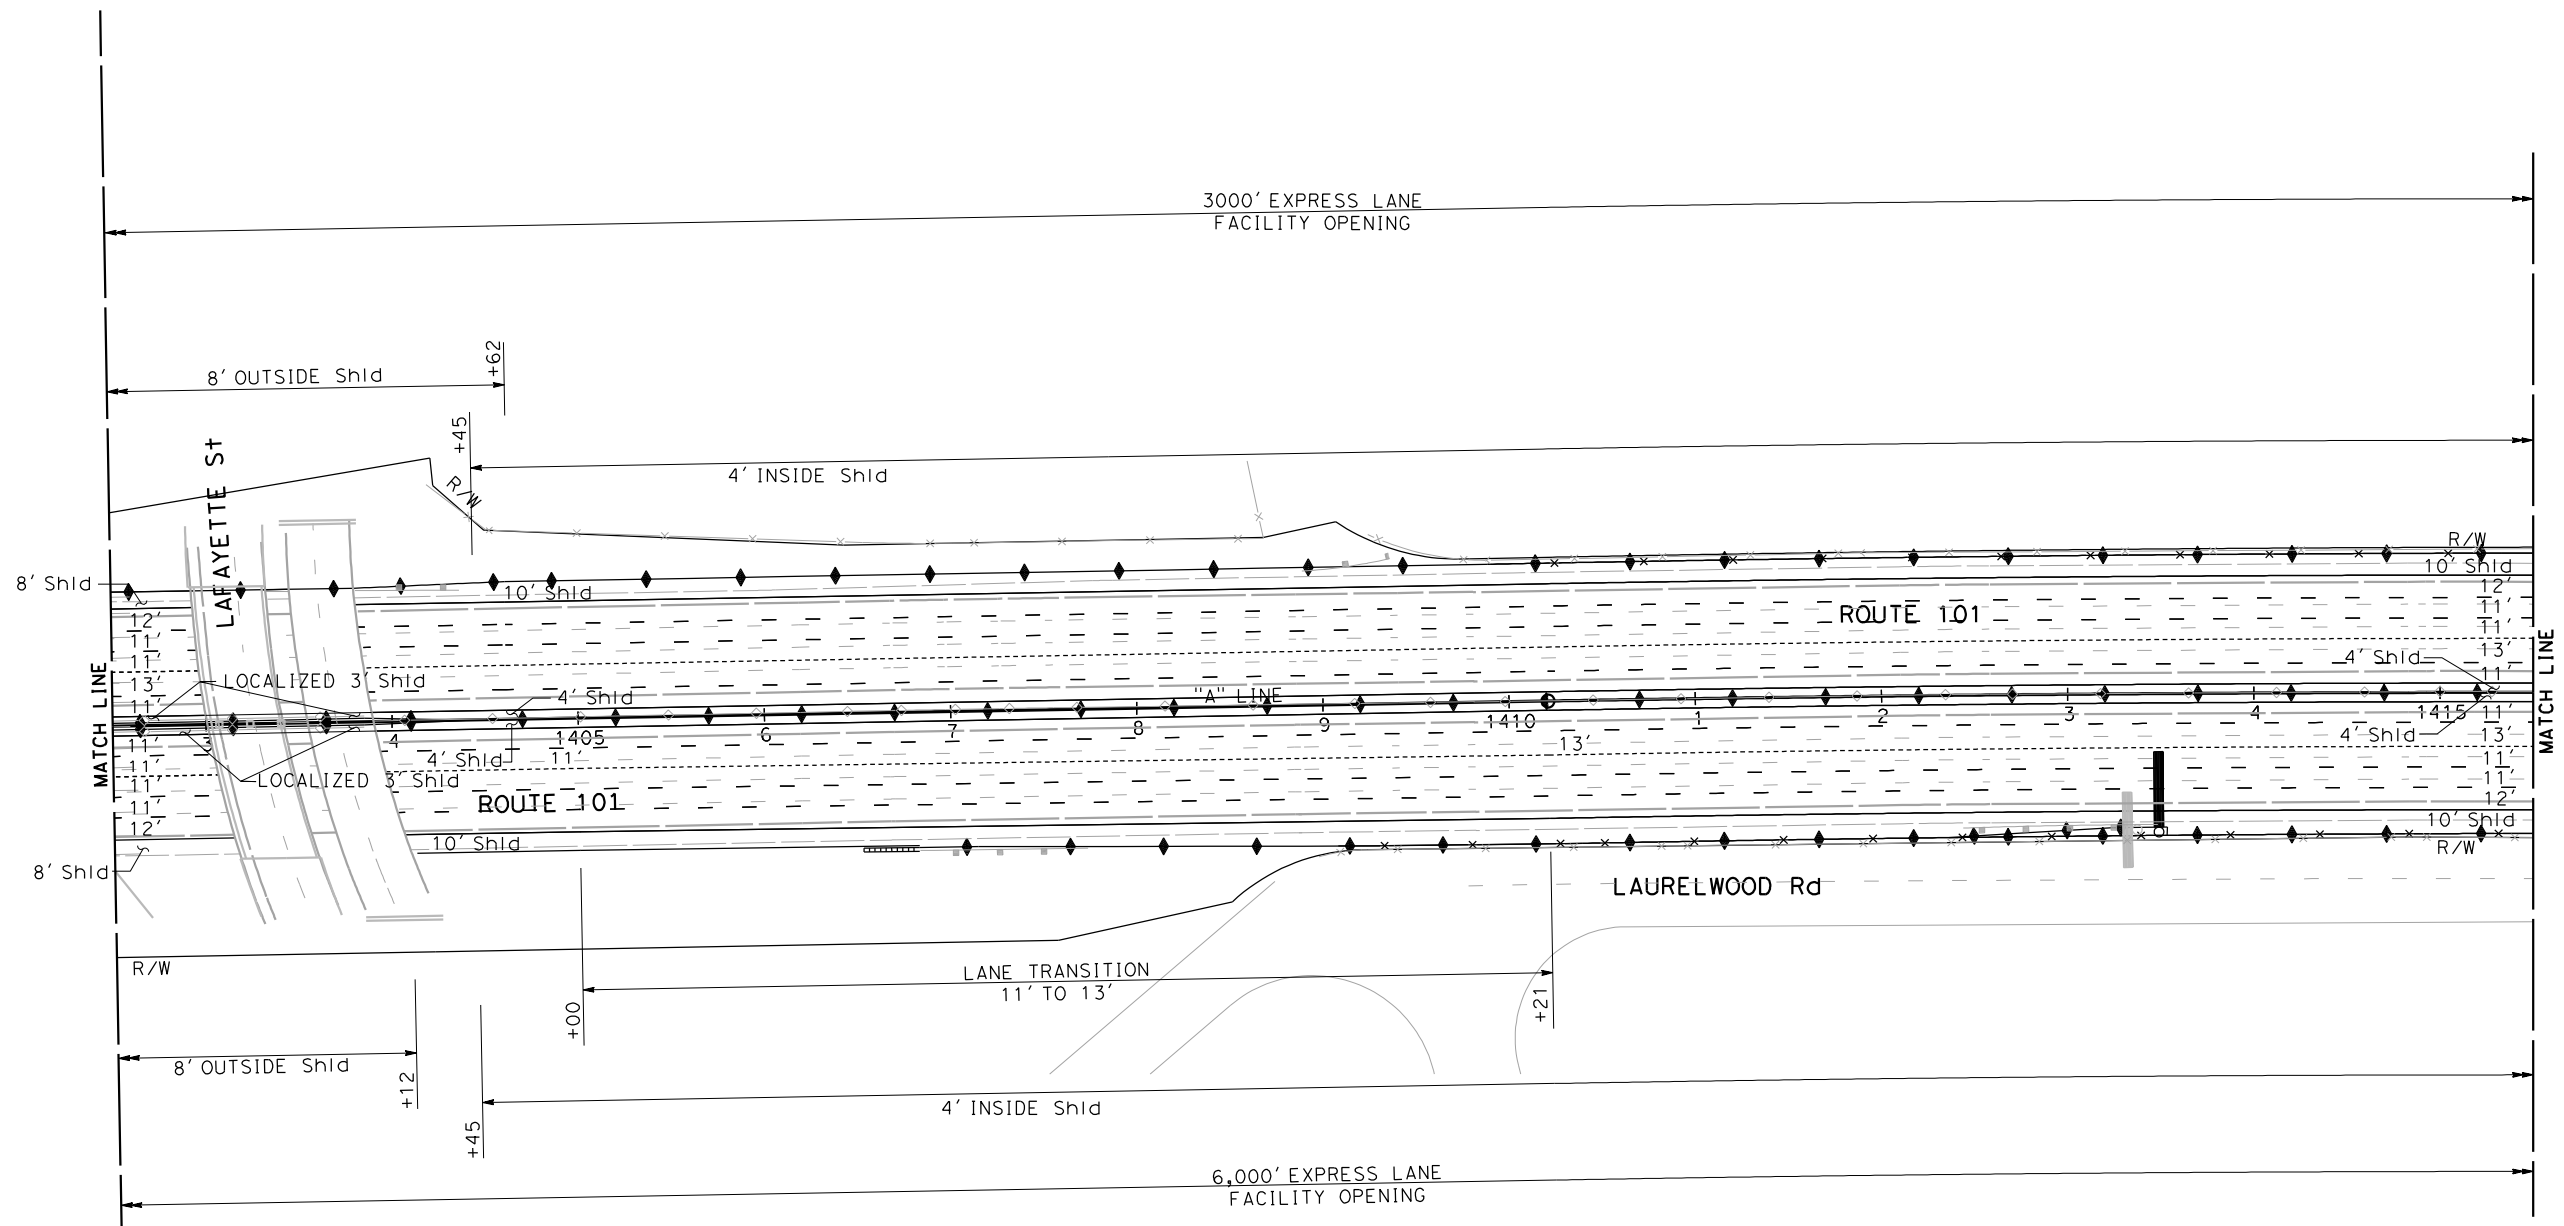 3000' EXPRESS LANE
FACILITY OPENING
+62
8' OUTSIDE Shld
+45
4' INSIDE Shld
LAFAYETTE St
R/W
R/W
8' Shld
10' Shld
10' Shld
12'
11'
11'
13'
11'
ROUTE 101
12'
11'
11'
13'
11'
4' Shld
MATCH LINE
MATCH LINE
LOCALIZED 3' Shld
4' Shld
"A" LINE
3
4
1405
6
7
8
9
1410
1
2
3
4
1415
11'
13'
11'
11'
12'
4' Shld
4' Shld
11'
13'
LOCALIZED 3' Shld
11'
11'
11'
11'
12'
ROUTE 101
10' Shld
10' Shld
R/W
8' Shld
LAURELWOOD Rd
R/W
LANE TRANSITION
11' TO 13'
+00
+21
8' OUTSIDE Shld
+12
4' INSIDE Shld
+45
6,000' EXPRESS LANE
FACILITY OPENING